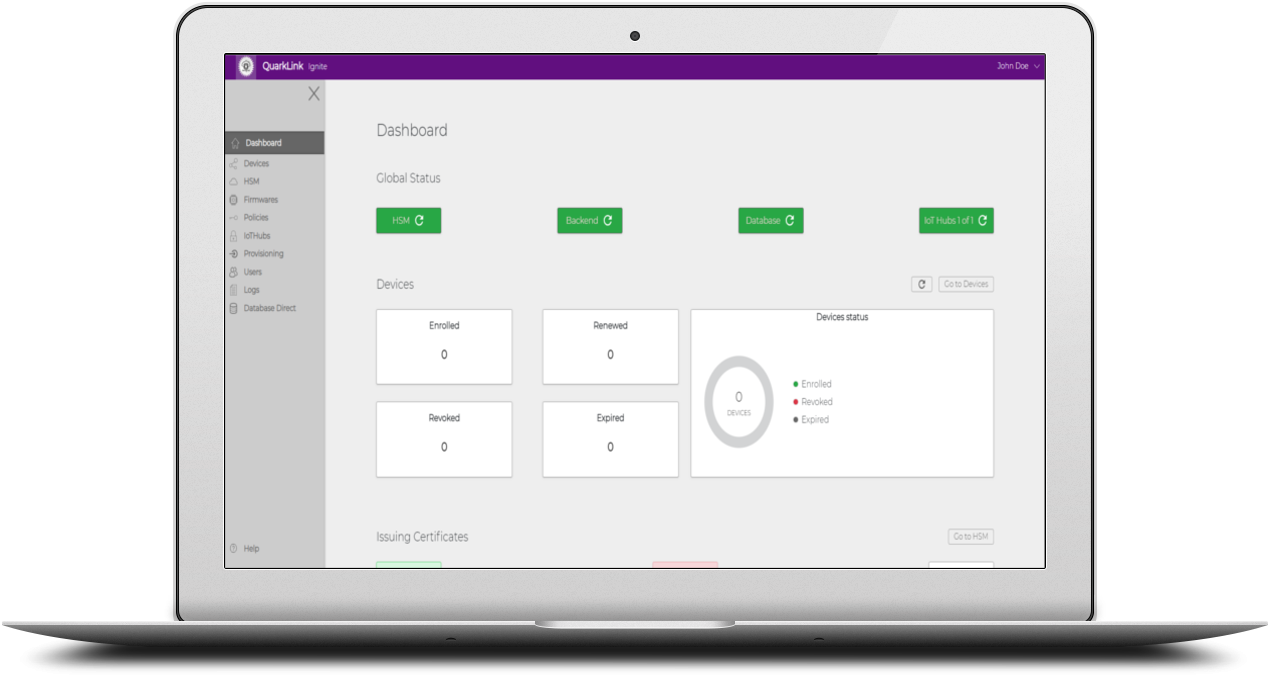 QuarkLink Ignite
John Doe
X
Dashboard
Devices
HSM
Firmwares
Policies
IoTHubs
Provisioning
Users
Logs
Database Direct
Help
Dashboard
Global Status
HSM
Backend
Database
IoT Hubs 1 of 1
Devices
Go to Devices
Enrolled
0
Renewed
0
Revoked
0
Expired
0
Devices status
0
DEVICES
Enrolled
Revoked
Expired
Issuing Certificates
Go to HSM